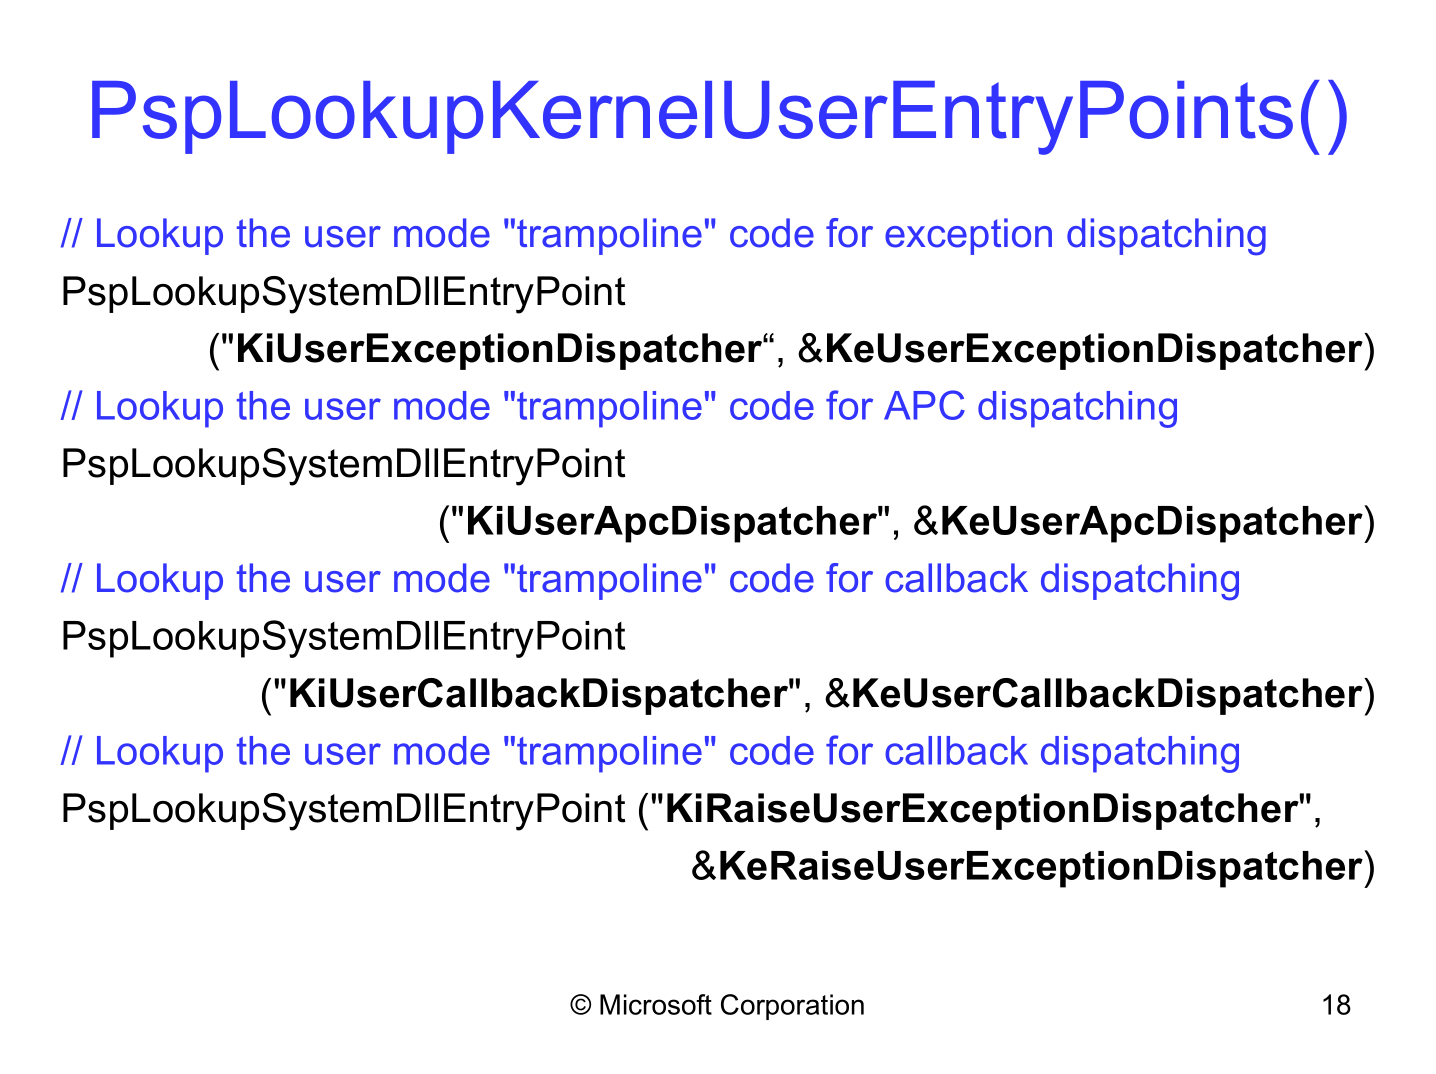 PspLookupKernelUserEntryPoints()
// Lookup the user mode "trampoline" code for exception dispatching
PspLookupSystemDllEntryPoint
("KiUserExceptionDispatcher“, &KeUserExceptionDispatcher)
// Lookup the user mode "trampoline" code for APC dispatching
PspLookupSystemDllEntryPoint
("KiUserApcDispatcher", &KeUserApcDispatcher)
// Lookup the user mode "trampoline" code for callback dispatching
PspLookupSystemDllEntryPoint
("KiUserCallbackDispatcher", &KeUserCallbackDispatcher)
// Lookup the user mode "trampoline" code for callback dispatching
PspLookupSystemDllEntryPoint ("KiRaiseUserExceptionDispatcher",
&KeRaiseUserExceptionDispatcher)
© Microsoft Corporation
18